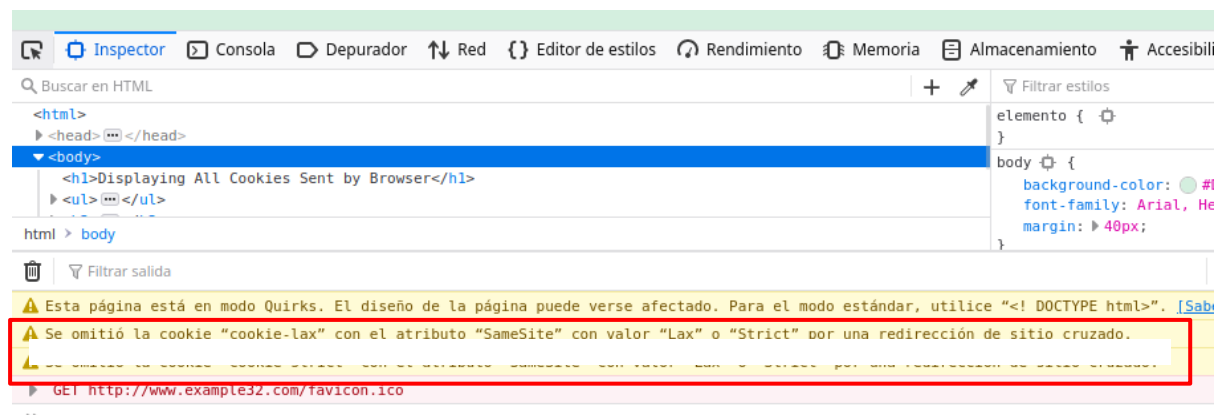 Inspector Consola Depurador Red Editor de estilos Rendimiento Memoria Almacenamiento
Buscar en HTML
Filtrar estilos
<html>
<head> </head>
<body>
<h1>Displaying All Cookies Sent by Browser</h1>
<ul> </ul>
html > body
elemento {
}
body {
background-color:
font-family: Arial,
margin: 40px;
}
Filtrar salida
Esta página está en modo Quirks. El diseño de la página puede verse afectado. Para el modo estándar, utilice “<! DOCTYPE html>”.
Se omitió la cookie “cookie-lax” con el atributo “SameSite” con valor “Lax” o “Strict” por una redirección de sitio cruzado.
GET http://www.example32.com/favicon.ico